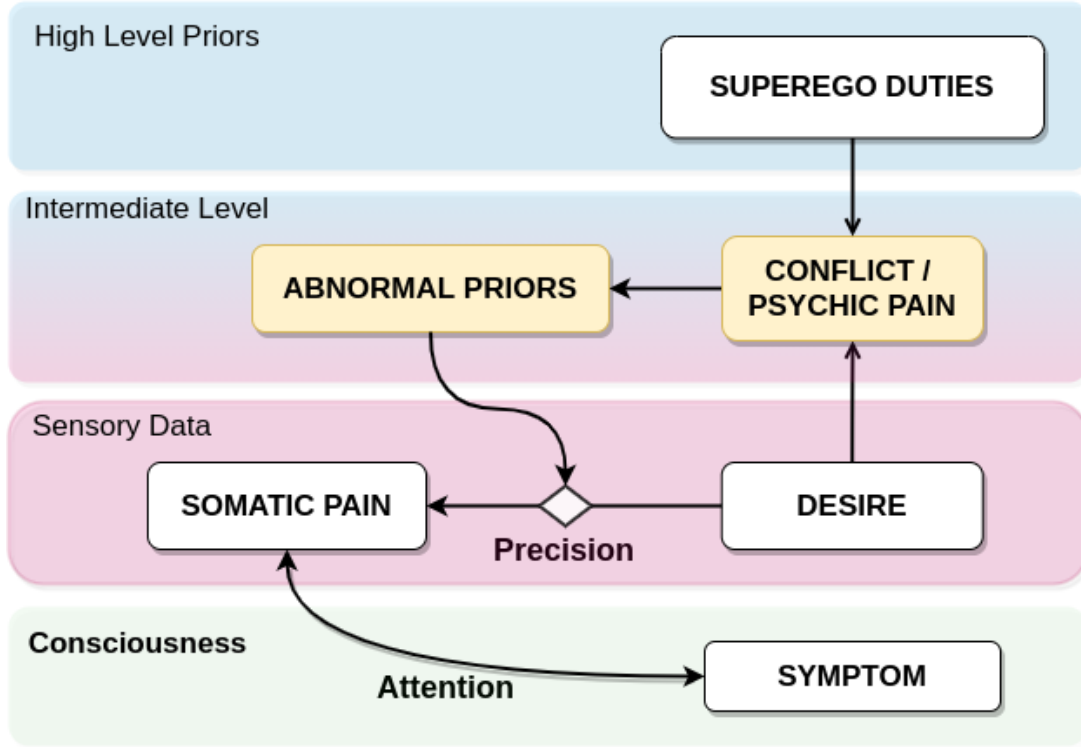 High Level Priors
SUPEREGO DUTIES
Intermediate Level
ABNORMAL PRIORS
CONFLICT /
PSYCHIC PAIN
Sensory Data
SOMATIC PAIN
DESIRE
Precision
Consciousness
Attention
SYMPTOM